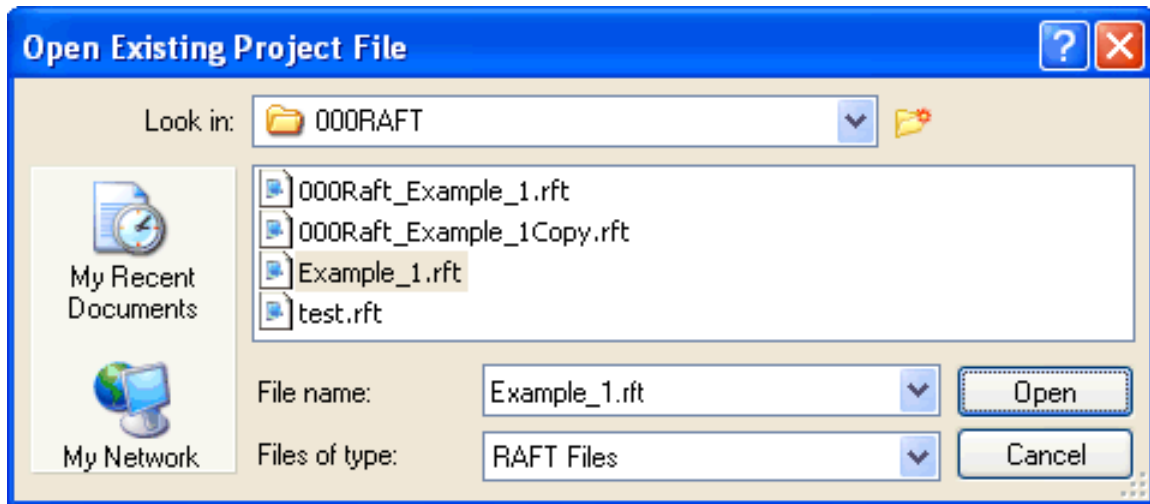 Open Existing Project File
Look in: 000RAFT
000Raft_Example_1.rft
000Raft_Example_1Copy.rft
Example_1.rft
test.rft
My Recent
Documents
My Network
File name: Example_1.rft Open
Files of type: RAFT Files Cancel